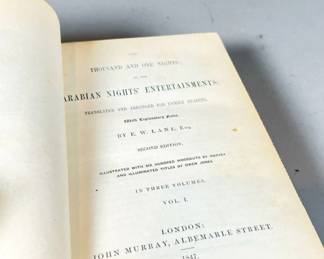 THOUSAND AND ONE NIGHTS;
OR THE
ARABIAN NIGHTS' ENTERTAINMENTS;
TRANSLATED AND ARRANGED FOR FAMILY READING,
With Explanatory Notes,
BY E. W. LANE, Esq.
SECOND EDITION,
ILLUSTRATED WITH SIX HUNDRED WOODCUTS BY HARVEY
AND ILLUMINATED TITLES BY OWEN JONES.
IN THREE VOLUMES.
VOL. I.
LONDON:
JOHN MURRAY, ALBEMARLE STREET.
1847.